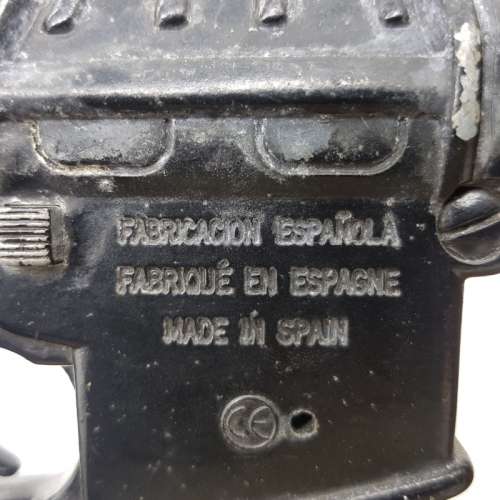 FABRICACION ESPAÑOLA
FABRIQUÉ EN ESPAGNE
MADE IN SPAIN
CE